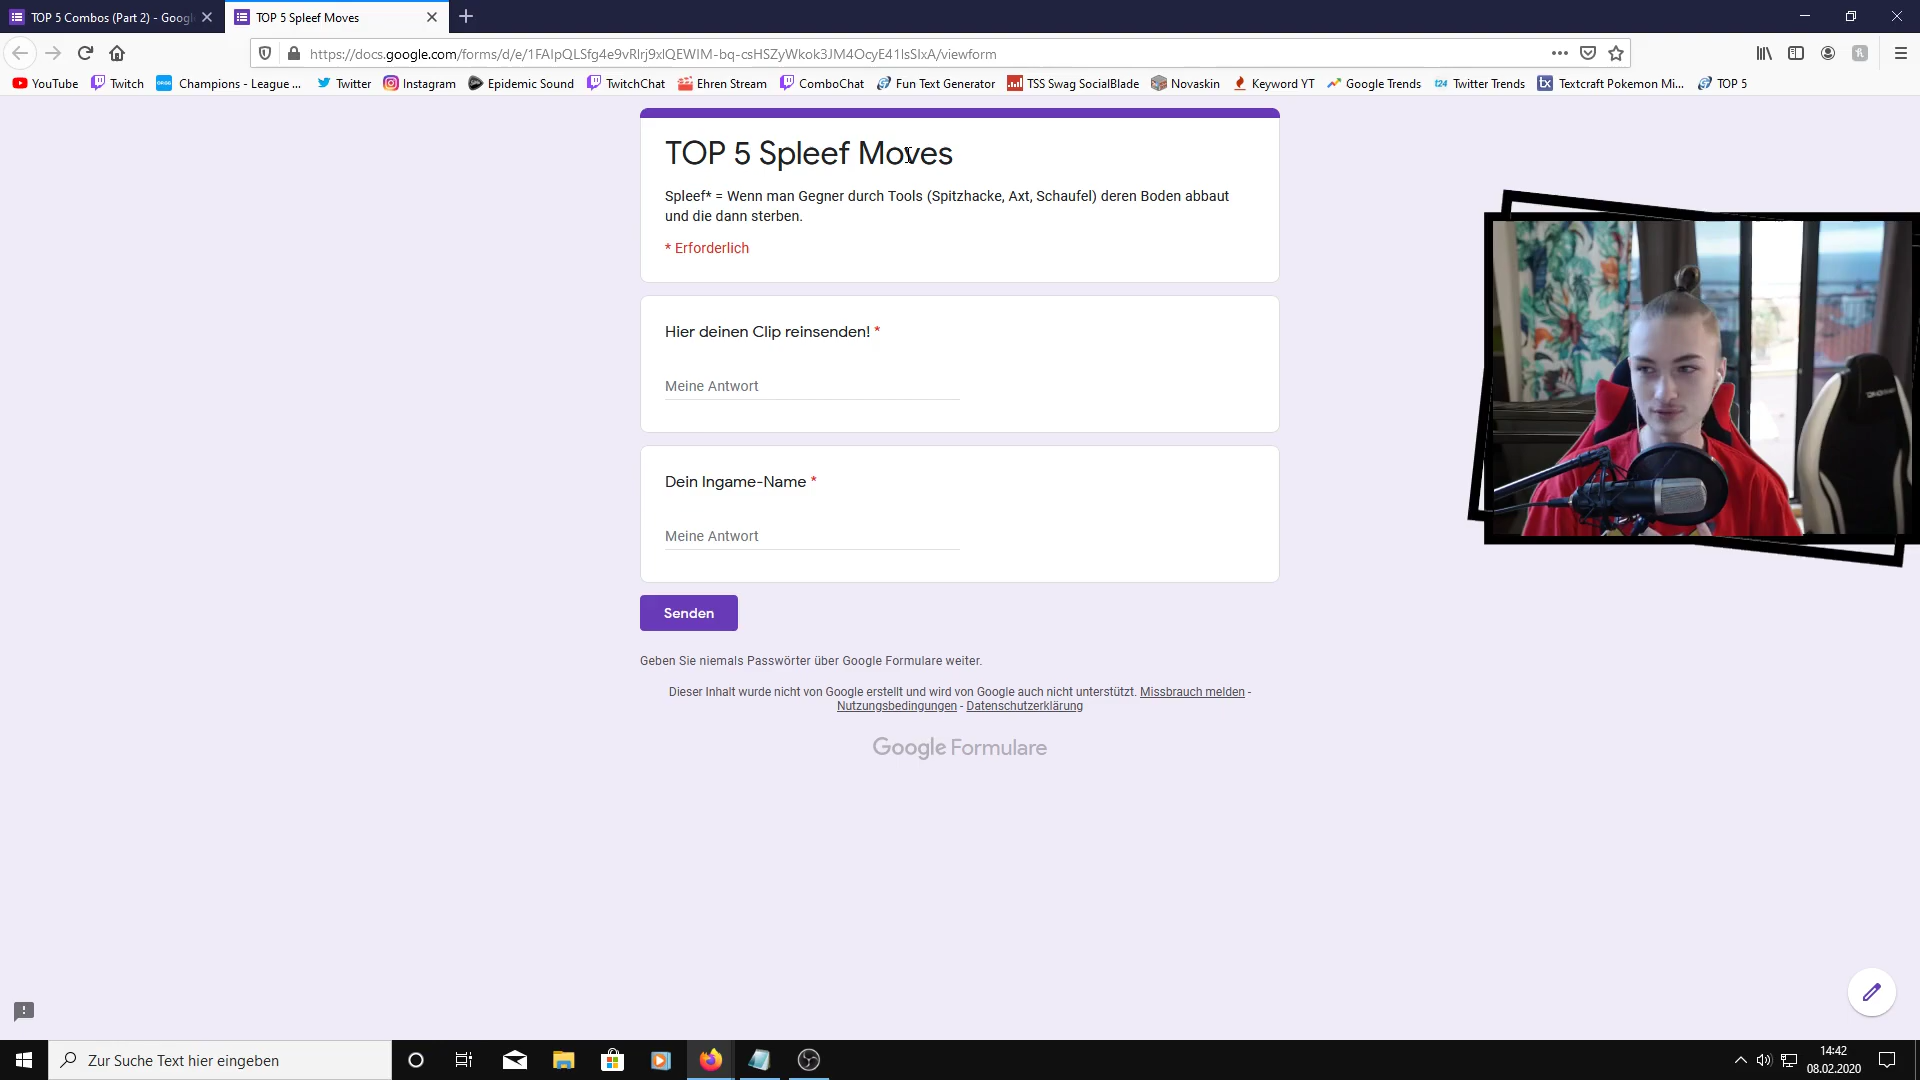 TOP 5 Combos (Part 2) - Googl
TOP 5 Spleef Moves
https://docs.google.com/forms/d/e/1FAIpQLSfg4e9vRlrj9xlQEWIM-bq-csHSZyWkok3JM4OcyE41IsSIxA/viewform
YouTube
Twitch
Champions - League ...
Twitter
Instagram
Epidemic Sound
TwitchChat
Ehren Stream
ComboChat
Fun Text Generator
TSS Swag SocialBlade
Novaskin
Keyword YT
Google Trends
t24 Twitter Trends
bx Textcraft Pokemon Mi...
TOP 5
TOP 5 Spleef Moves
Spleef* = Wenn man Gegner durch Tools (Spitzhacke, Axt, Schaufel) deren Boden abbaut
und die dann sterben.
* Erforderlich
Hier deinen Clip reinsenden! *
Meine Antwort
Dein Ingame-Name *
Meine Antwort
Senden
Geben Sie niemals Passwörter über Google Formulare weiter.
Dieser Inhalt wurde nicht von Google erstellt und wird von Google auch nicht unterstützt. Missbrauch melden -
Nutzungsbedingungen - Datenschutzerklärung
Google Formulare
Zur Suche Text hier eingeben
14:42
08.02.2020